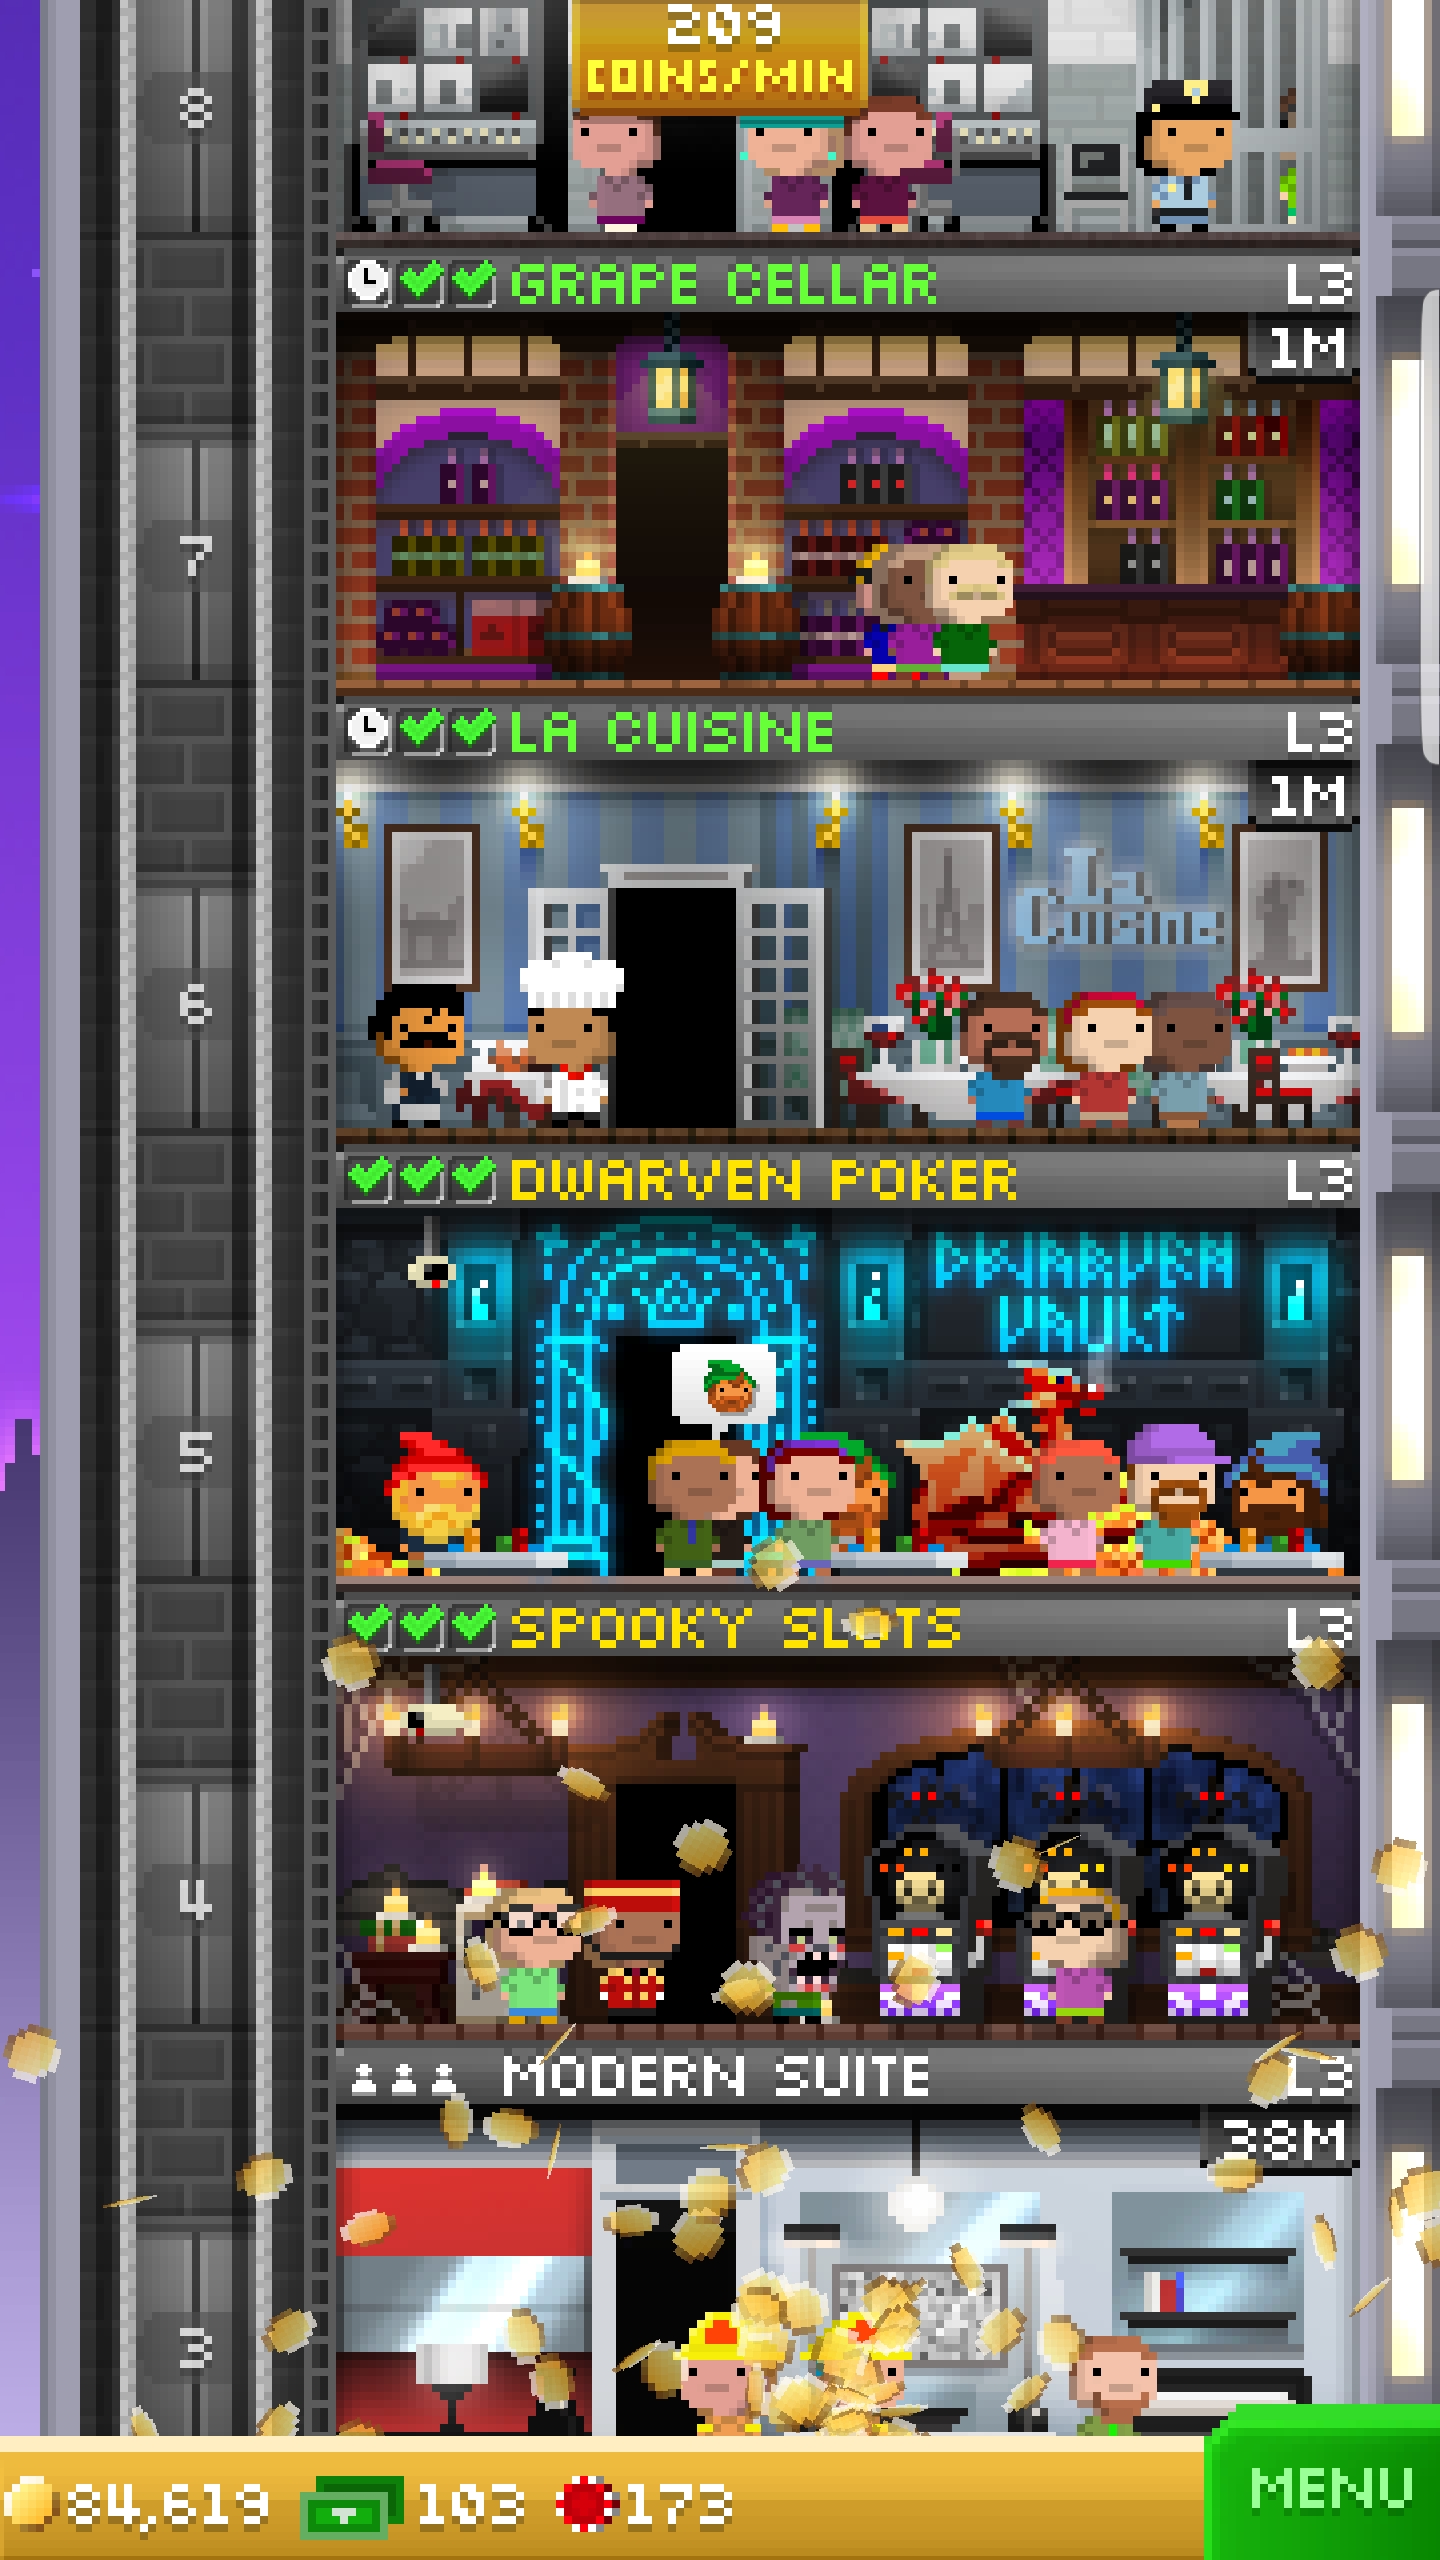 209
COINS/MIN
8
GRAPE CELLAR L3
1M
7
LA CUISINE L3
1M
La
Cuisine
6
DWARVEN POKER L3
DWARVEN
VAULT
5
SPOOKY SLOTS L3
4
MODERN SUITE L3
38M
3
84,619 103 173
MENU